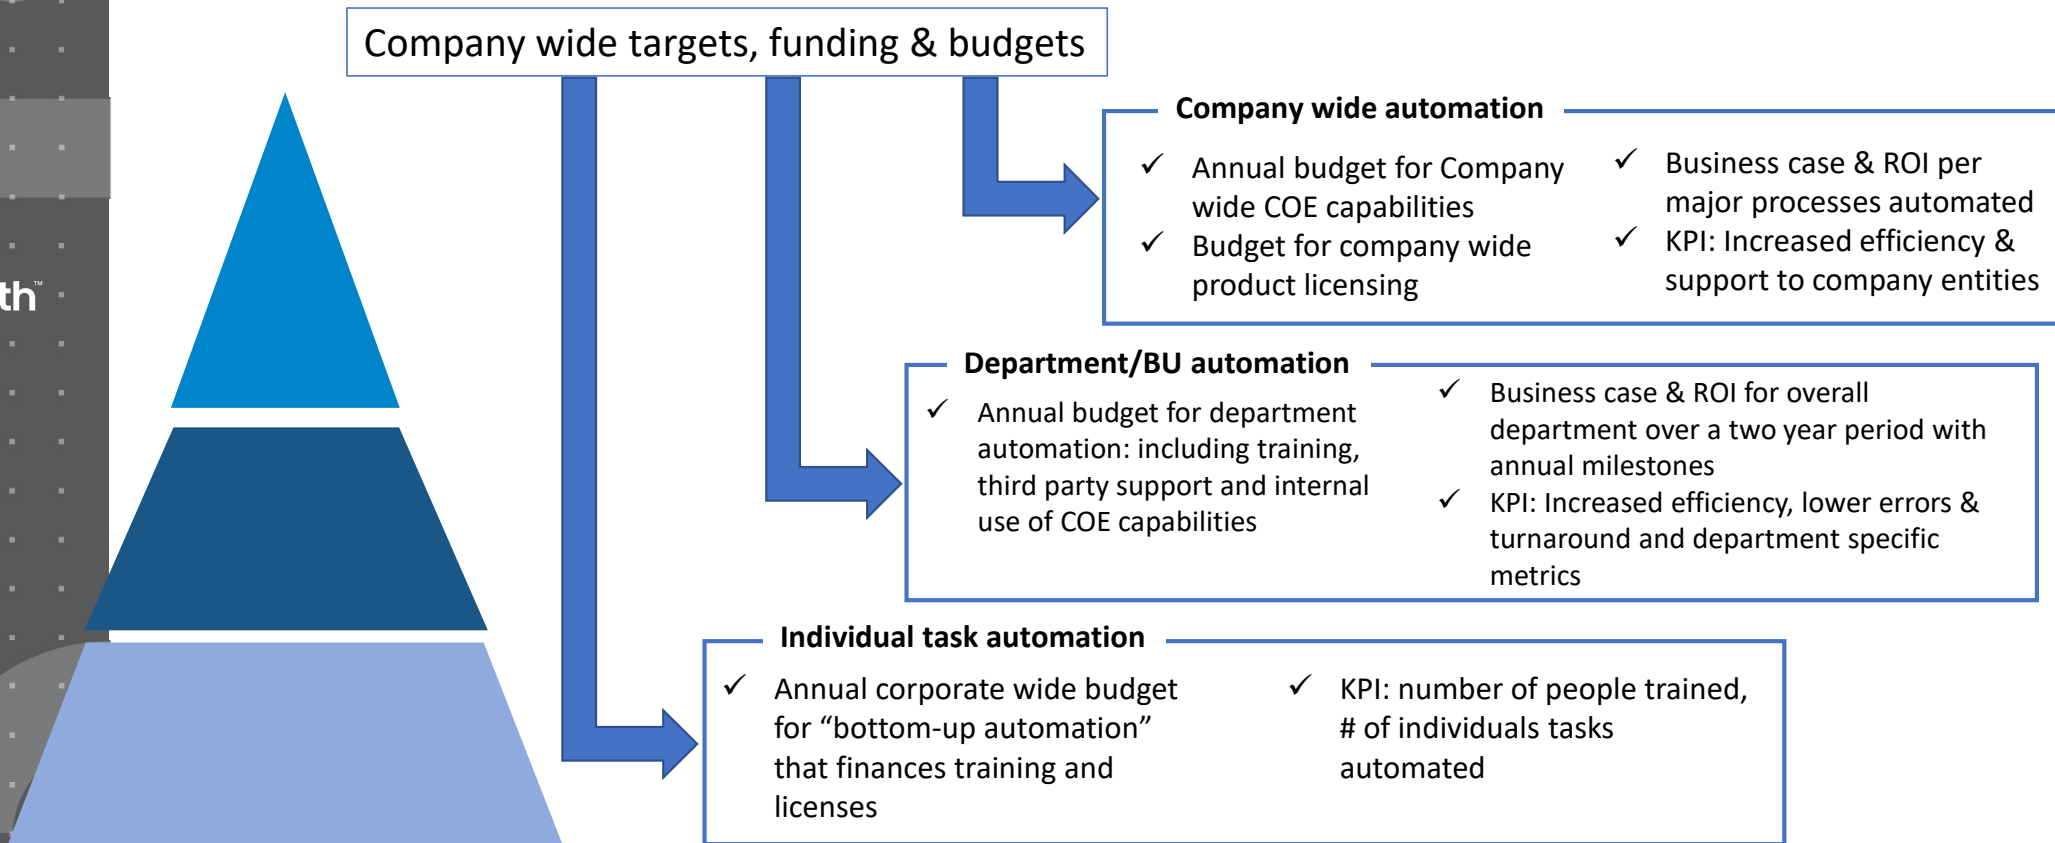 Company wide targets, funding & budgets
Company wide automation
✓ Annual budget for Company
wide COE capabilities
✓ Budget for company wide
product licensing
✓ Business case & ROI per
major processes automated
✓ KPI: Increased efficiency &
support to company entities
th™
Department/BU automation
✓ Annual budget for department
automation: including training,
third party support and internal
use of COE capabilities
✓ Business case & ROI for overall
department over a two year period with
annual milestones
✓ KPI: Increased efficiency, lower errors &
turnaround and department specific
metrics
Individual task automation
✓ Annual corporate wide budget
for “bottom-up automation”
that finances training and
licenses
✓ KPI: number of people trained,
# of individuals tasks
automated